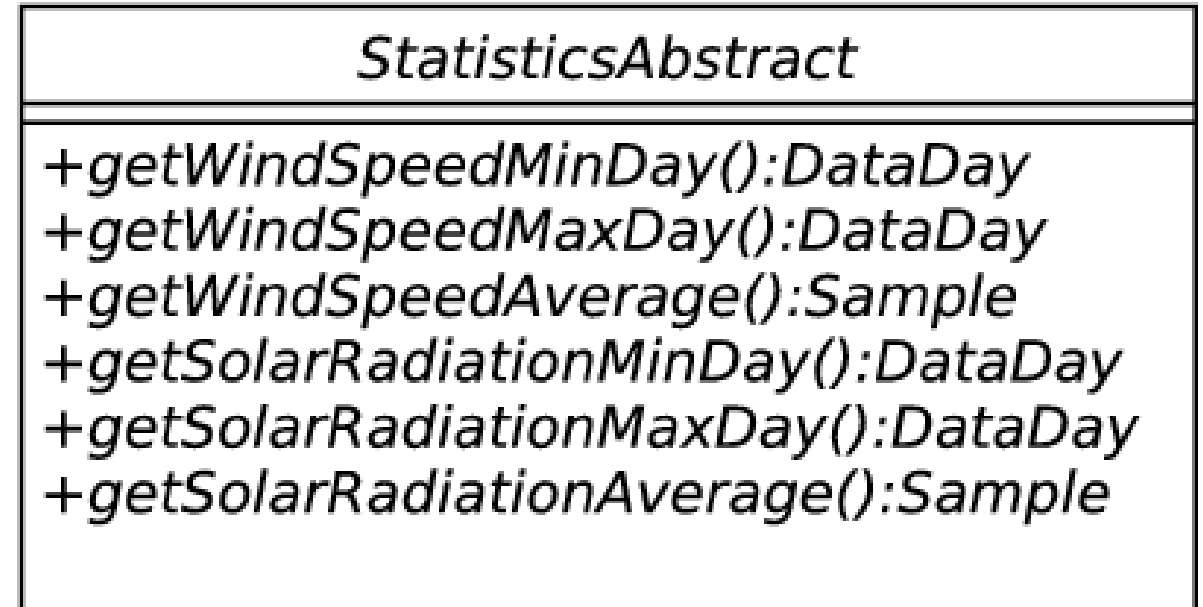 StatisticsAbstract
+getWindSpeedMinDay():DataDay
+getWindSpeedMaxDay():DataDay
+getWindSpeedAverage():Sample
+getSolarRadiationMinDay():DataDay
+getSolarRadiationMaxDay():DataDay
+getSolarRadiationAverage():Sample